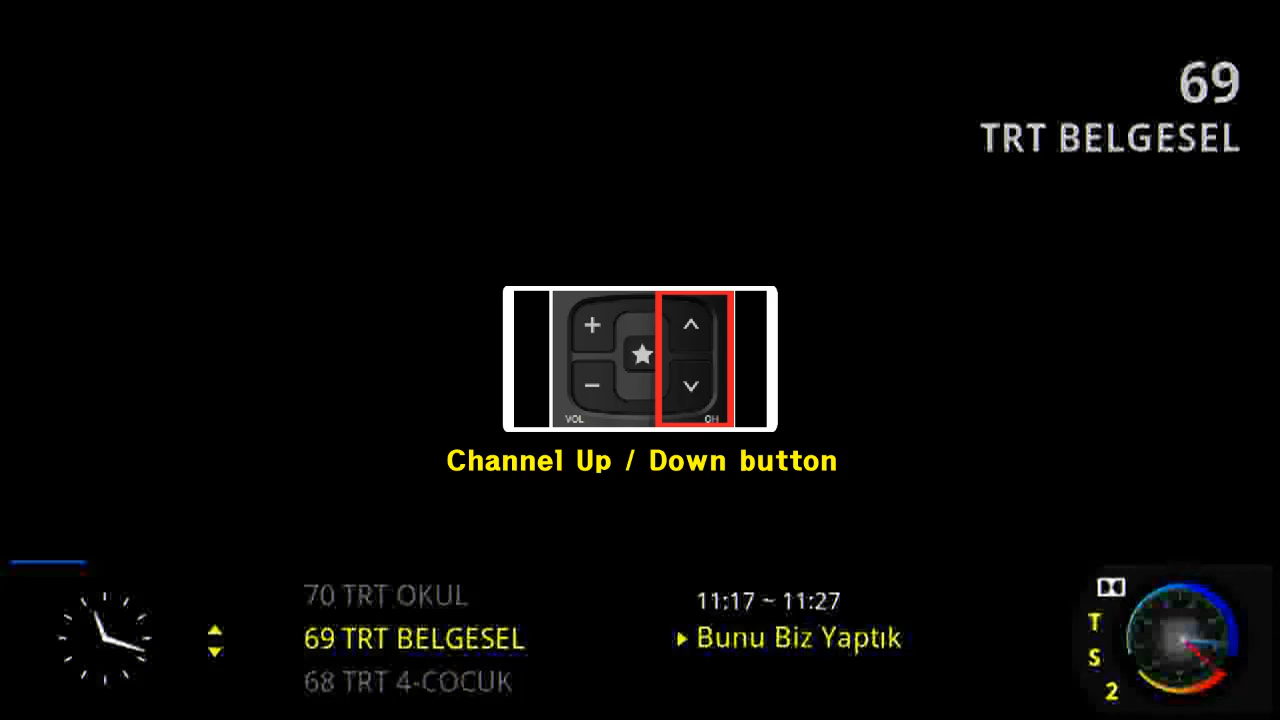 69
TRT BELGESEL
+
−
VOL
CH
Channel Up / Down button
70 TRT OKUL
69 TRT BELGESEL
68 TRT 4-COCUK
11:17 ~ 11:27
Bunu Biz Yaptık
T
S
2